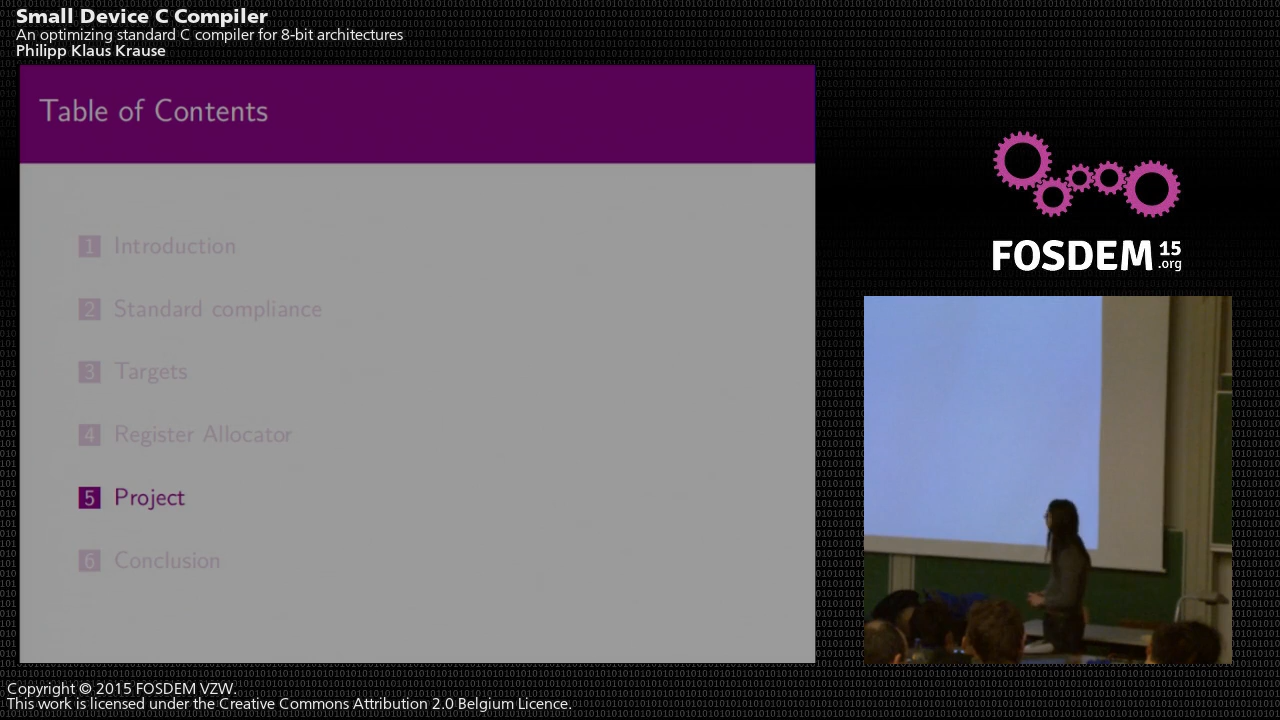 Small Device C Compiler
An optimizing standard C compiler for 8-bit architectures
Philipp Klaus Krause
Table of Contents
1 Introduction
2 Standard compliance
3 Targets
4 Register Allocator
5 Project
6 Conclusion
FOSDEM 15
.org
Copyright © 2015 FOSDEM VZW.
This work is licensed under the Creative Commons Attribution 2.0 Belgium Licence.